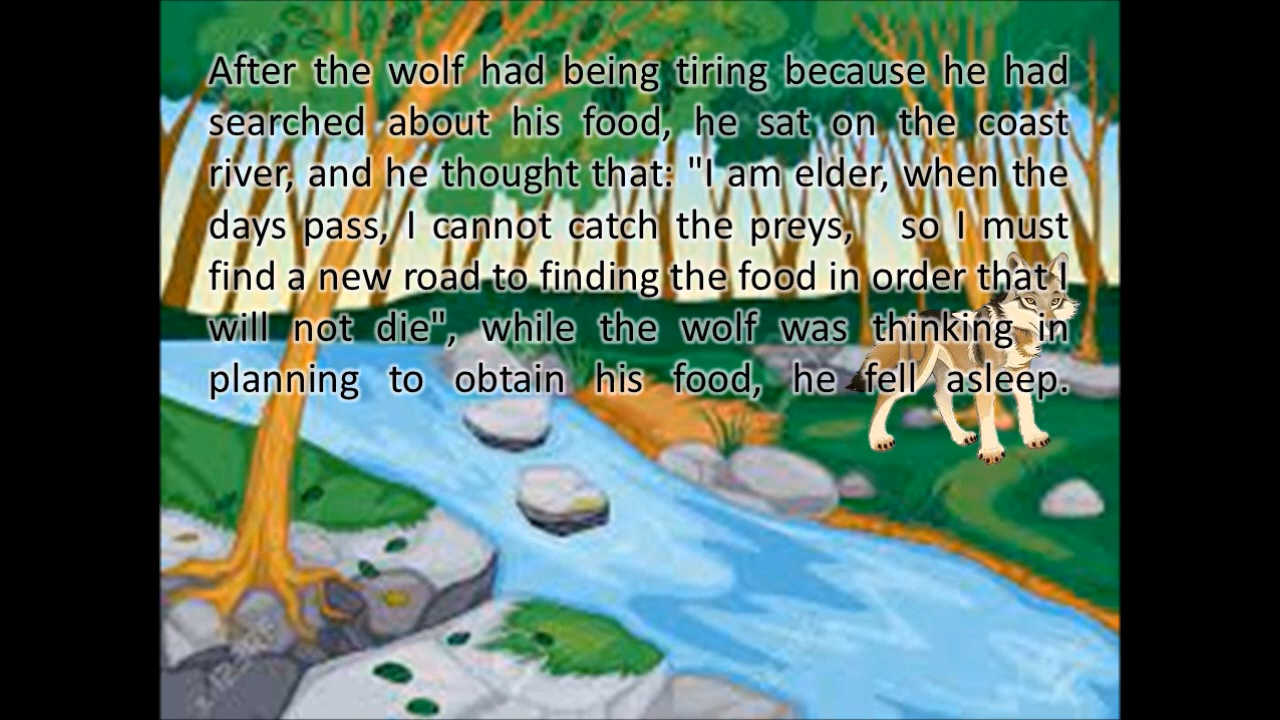 After the wolf had being tiring because he had
searched about his food, he sat on the coast
river, and he thought that: "I am elder, when the
days pass, I cannot catch the preys, so I must
find a new road to finding the food in order that I
will not die", while the wolf was thinking in
planning to obtain his food, he fell asleep.